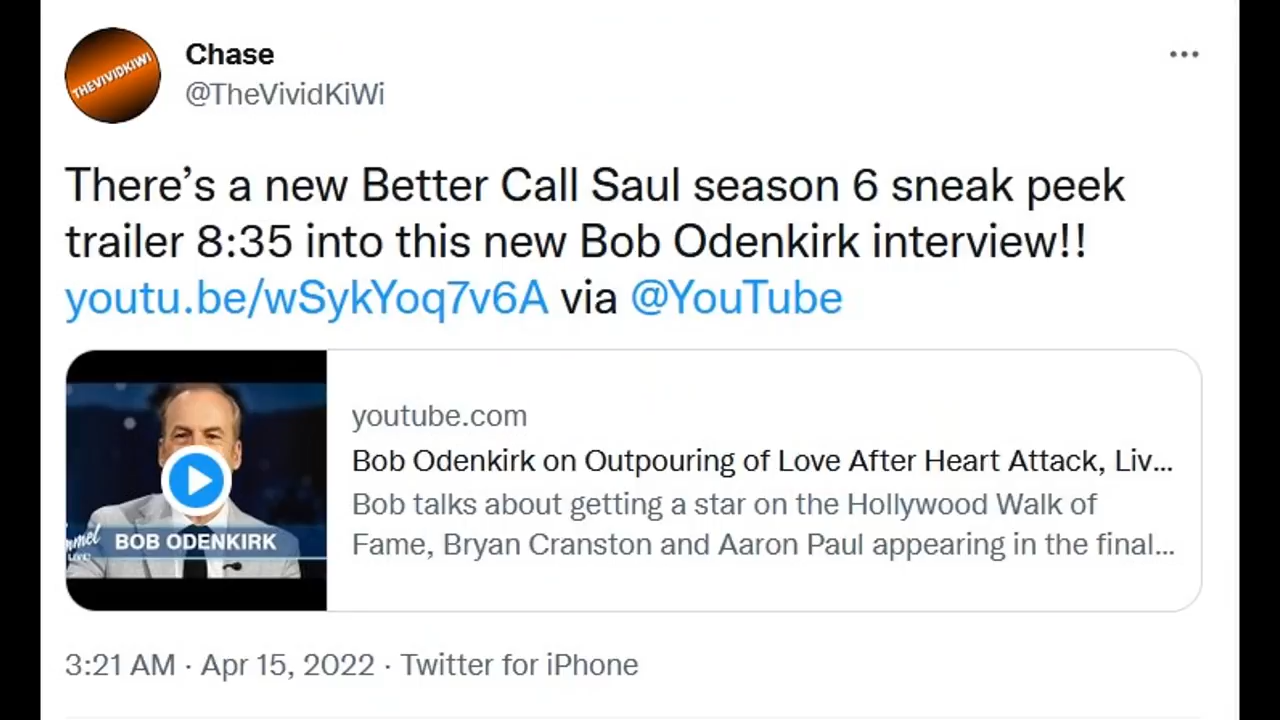 THEVIVIDKIWI
Chase
@TheVividKiWi
There’s a new Better Call Saul season 6 sneak peek
trailer 8:35 into this new Bob Odenkirk interview!!
youtu.be/wSykYoq7v6A via @YouTube
youtube.com
Bob Odenkirk on Outpouring of Love After Heart Attack, Liv...
Bob talks about getting a star on the Hollywood Walk of
Fame, Bryan Cranston and Aaron Paul appearing in the final...
mmel
LIVE!
BOB ODENKIRK
3:21 AM · Apr 15, 2022 · Twitter for iPhone